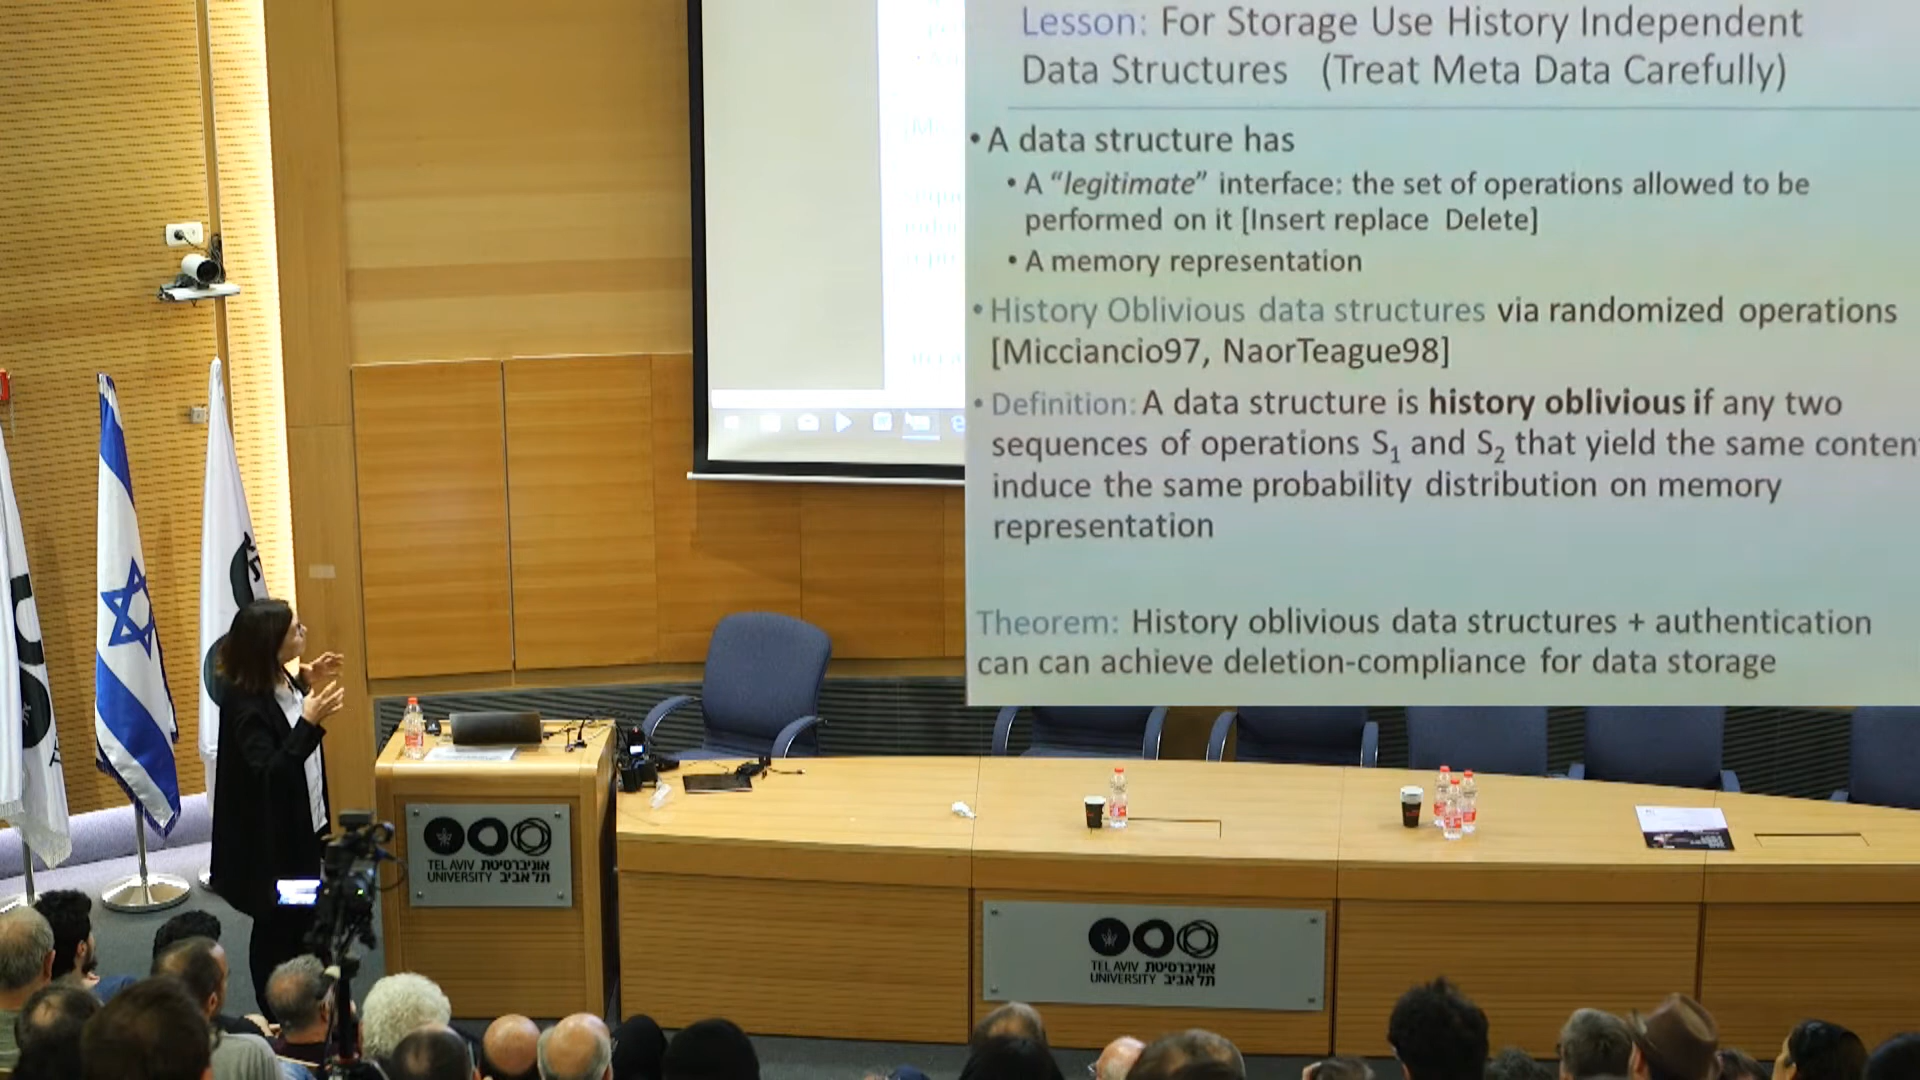 Lesson: For Storage Use History Independent
Data Structures (Treat Meta Data Carefully)
• A data structure has
• A “legitimate” interface: the set of operations allowed to be
performed on it [Insert replace Delete]
• A memory representation
• History Oblivious data structures via randomized operations
[Micciancio97, NaorTeague98]
• Definition: A data structure is history oblivious if any two
sequences of operations S1 and S2 that yield the same conten
induce the same probability distribution on memory
representation
Theorem: History oblivious data structures + authentication
can can achieve deletion-compliance for data storage
TEL AVIV אוניברסיטת
UNIVERSITY תל אביב
TEL AVIV אוניברסיטת
UNIVERSITY תל אביב